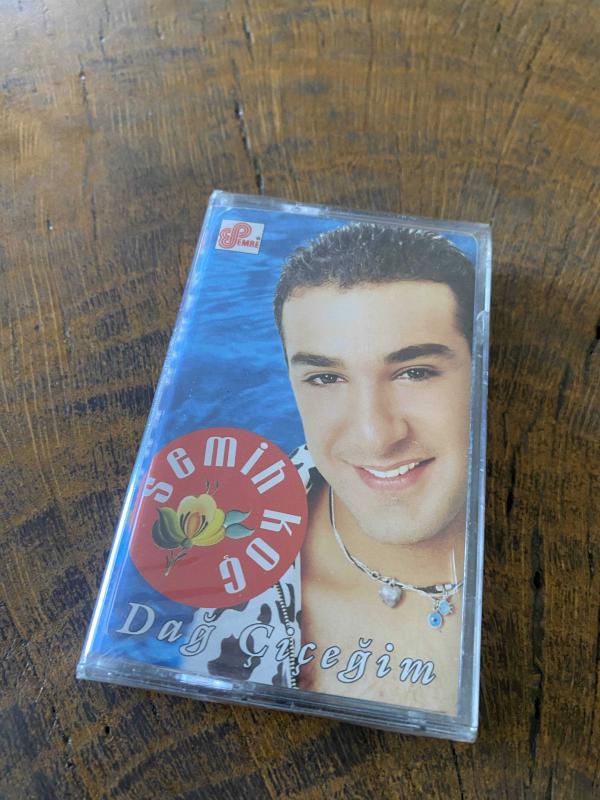 EMRE
semih koç
Dağ Çiçeğim